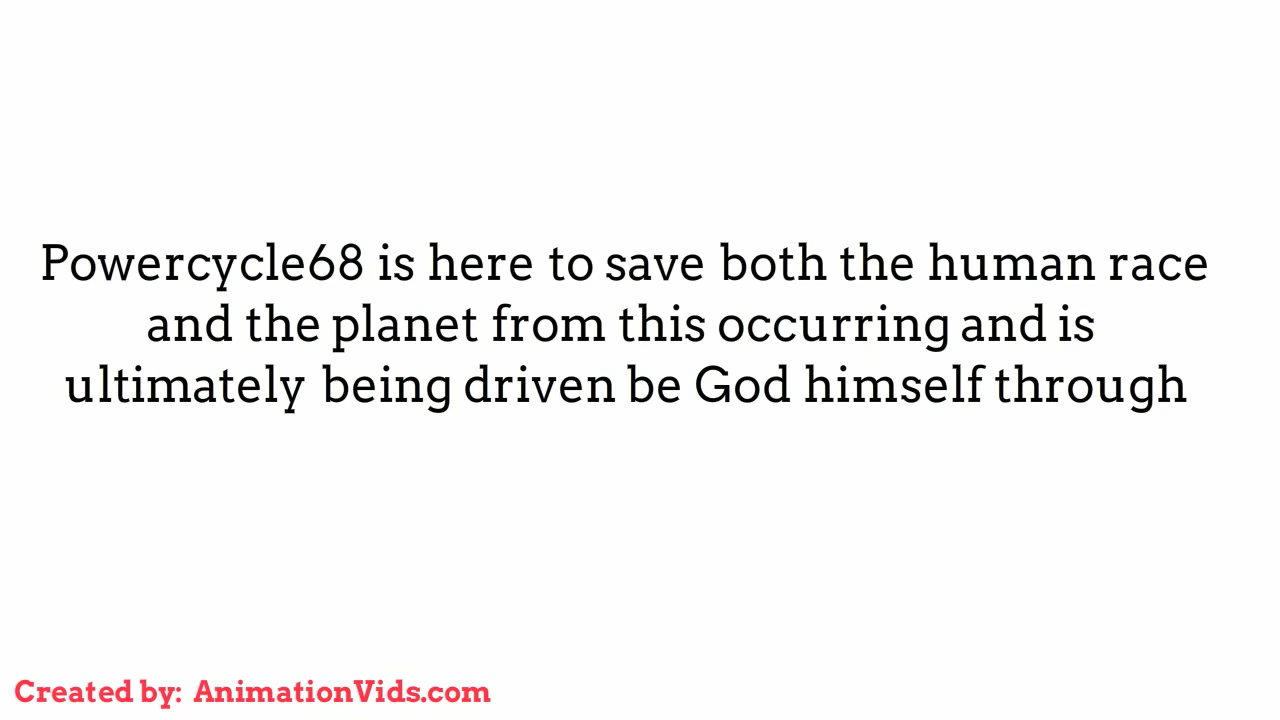 Powercycle68 is here to save both the human race
and the planet from this occurring and is
ultimately being driven be God himself through
Created by: AnimationVids.com